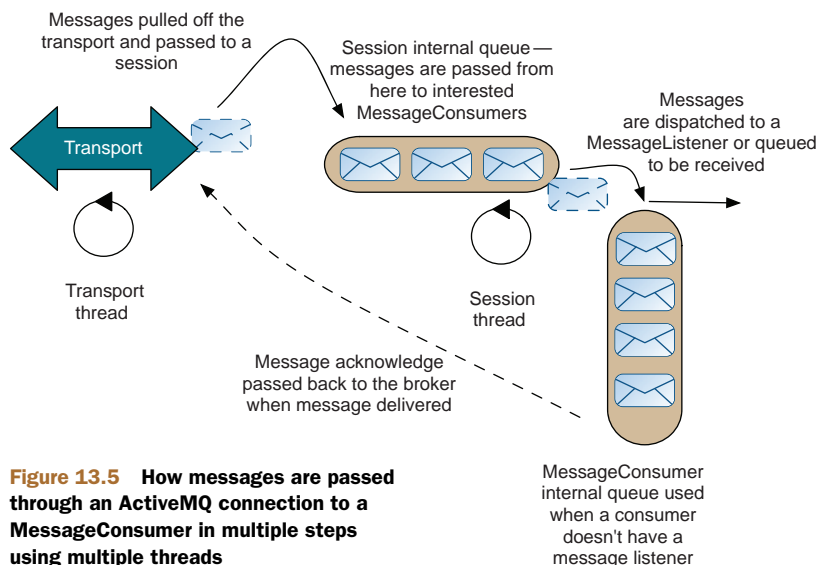 Messages pulled off the
transport and passed to a
session
Session internal queue—
messages are passed from
here to interested
MessageConsumers
Messages
are dispatched to a
MessageListener or queued
to be received
Transport
Transport
thread
Session
thread
Message acknowledge
passed back to the broker
when message delivered
MessageConsumer
internal queue used
when a consumer
doesn't have a
message listener
Figure 13.5 How messages are passed
through an ActiveMQ connection to a
MessageConsumer in multiple steps
using multiple threads